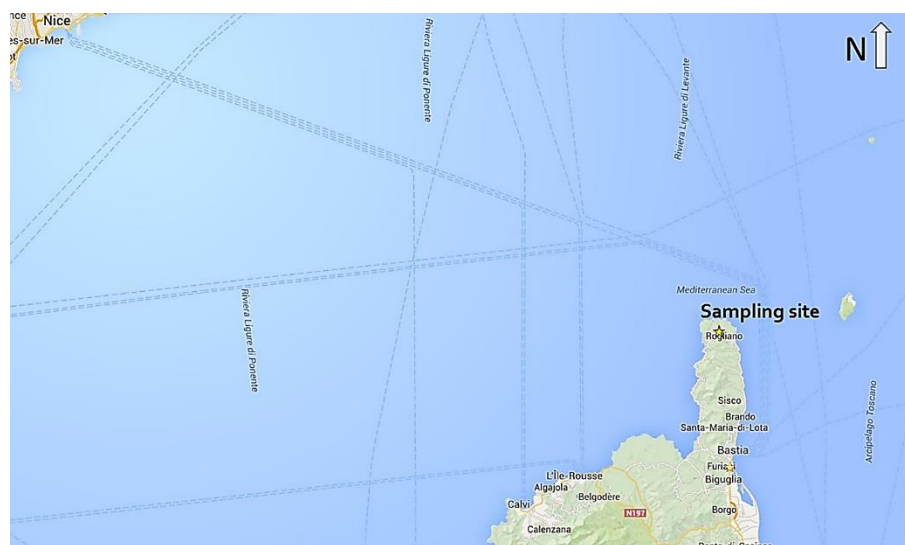 nce
Nice
es-sur-Mer
N
Riviera Ligure di Ponente
Riviera Ligure di Levante
Mediterranean Sea
Sampling site
Rogliano
Riviera Ligure di Ponente
Sisco
Brando
Santa-Maria-di-Lota
Arcipelago Toscano
Bastia
L'Île-Rousse
Algajola
Belgodère
Biguglia
Calvi
N197
Borgo
Calenzana